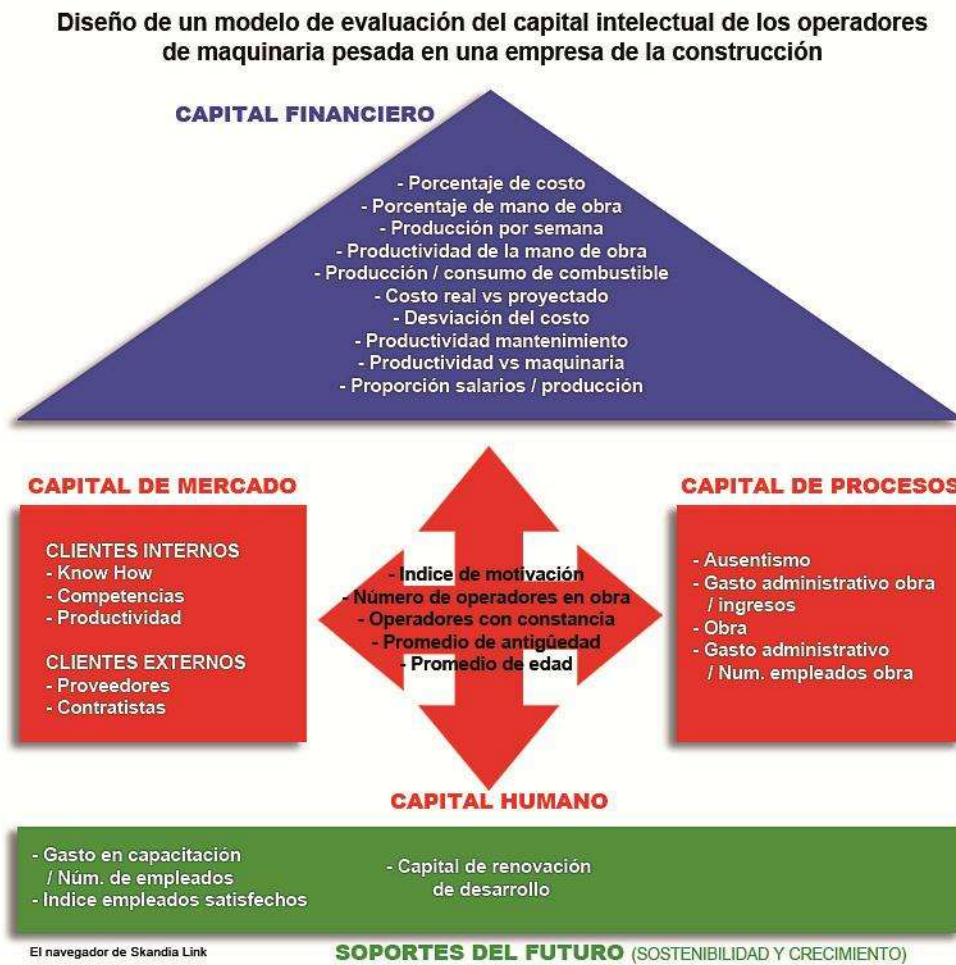 Diseño de un modelo de evaluación del capital intelectual de los operadores
de maquinaria pesada en una empresa de la construcción
CAPITAL FINANCIERO
- Porcentaje de costo
- Porcentaje de mano de obra
- Producción por semana
- Productividad de la mano de obra
- Producción / consumo de combustible
- Costo real vs proyectado
- Desviación del costo
- Productividad mantenimiento
- Productividad vs maquinaria
- Proporción salarios / producción
CAPITAL DE MERCADO
CLIENTES INTERNOS
- Know How
- Competencias
- Productividad
CLIENTES EXTERNOS
- Proveedores
- Contratistas
- Indice de motivación
- Número de operadores en obra
- Operadores con constancia
- Promedio de antigüedad
- Promedio de edad
CAPITAL DE PROCESOS
- Ausentismo
- Gasto administrativo obra
/ ingresos
- Obra
- Gasto administrativo
/ Num. empleados obra
CAPITAL HUMANO
- Gasto en capacitación
/ Núm. de empleados
- Indice empleados satisfechos
- Capital de renovación
de desarrollo
El navegador de Skandia Link
SOPORTES DEL FUTURO (SOSTENIBILIDAD Y CRECIMIENTO)